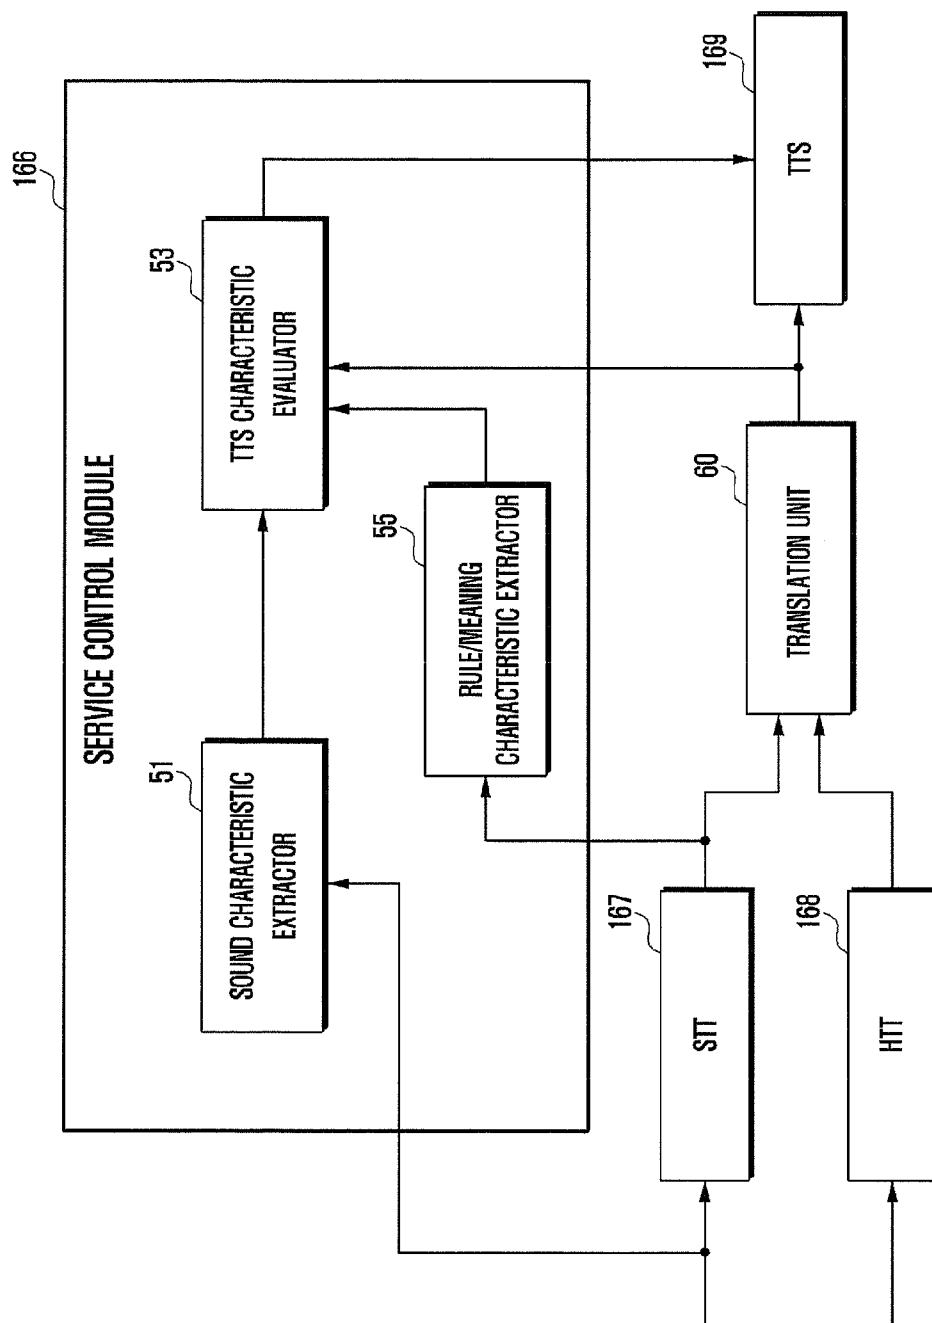 SERVICE CONTROL MODULE
166
51
SOUND CHARACTERISTIC
EXTRACTOR
53
TTS CHARACTERISTIC
EVALUATOR
55
RULE/MEANING
CHARACTERISTIC EXTRACTOR
167
STT
60
TRANSLATION UNIT
169
TTS
168
HTT